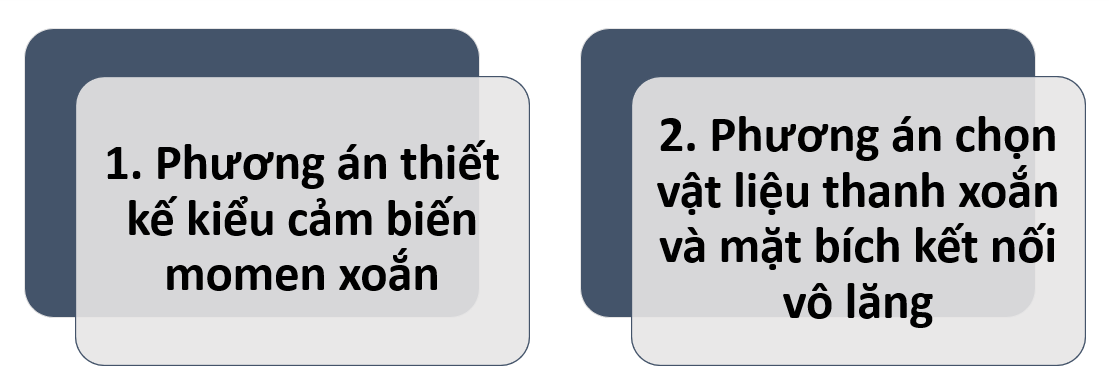 1. Phương án thiết
kế kiểu cảm biến
momen xoắn
2. Phương án chọn
vật liệu thanh xoắn
và mặt bích kết nối
vô lăng